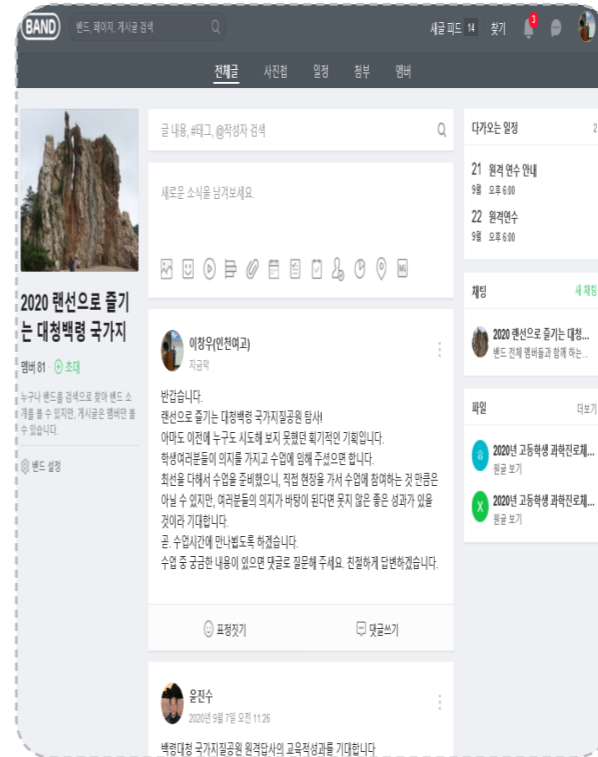 BAND 밴드, 페이지, 게시글 검색 새글 피드 14 찾기 3
전체글 사진첩 일정 첨부 멤버
2020 랜선으로 즐기
는 대청백령 국가지
멤버 81 · 초대
누구나 밴드를 검색으로 찾아 밴드 소
개를 볼 수 있지만, 게시글은 멤버만 볼
수 있습니다.
밴드 설정
글 내용, #태그, @작성자 검색
새로운 소식을 남겨보세요.
이창우(인천여고)
지금막
반갑습니다.
랜선으로 즐기는 대청백령 국가지질공원 탐사!
아마도 이전에 누구도 시도해 보지 못했던 획기적인 기획입니다.
학생여러분들이 의지를 가지고 수업에 임해 주셨으면 합니다.
최선을 다해서 수업을 준비했으니, 직접 현장을 가서 수업에 참여하는 것 만큼은
아닐 수 있지만, 여러분들의 의지가 바탕이 된다면 못지 않은 좋은 성과가 있을
것이라 기대합니다.
곧. 수업시간에 만나뵙도록 하겠습니다.
수업 중 궁금한 내용이 있으면 댓글로 질문해 주세요. 친절하게 답변하겠습니다.
표정짓기 댓글쓰기
윤진수
2020년 9월 7일 오전 11:26
백령대청 국가지질공원 원격답사의 교육적성과를 기대합니다
다가오는 일정 2
21 원격 연수 안내
9월 오후 6:00
22 원격연수
9월 오후 6:00
채팅 새 채팅
2020 랜선으로 즐기는 대청...
밴드 전체 멤버들과 함께 하는...
파일 더보기
2020년 고등학생 과학진로체...
원글 보기
2020년 고등학생 과학진로체...
원글 보기